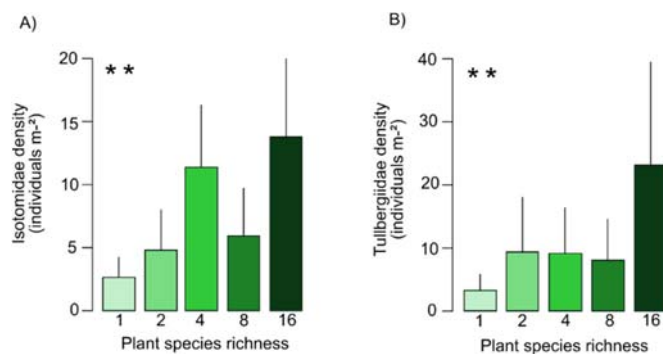 A)
Isotomidae density
(individuals m-²)
20
15
10
5
0
**
1 2 4 8 16
Plant species richness
B)
Tullbergiidae density
(individuals m-²)
40
30
20
10
0
**
1 2 4 8 16
Plant species richness